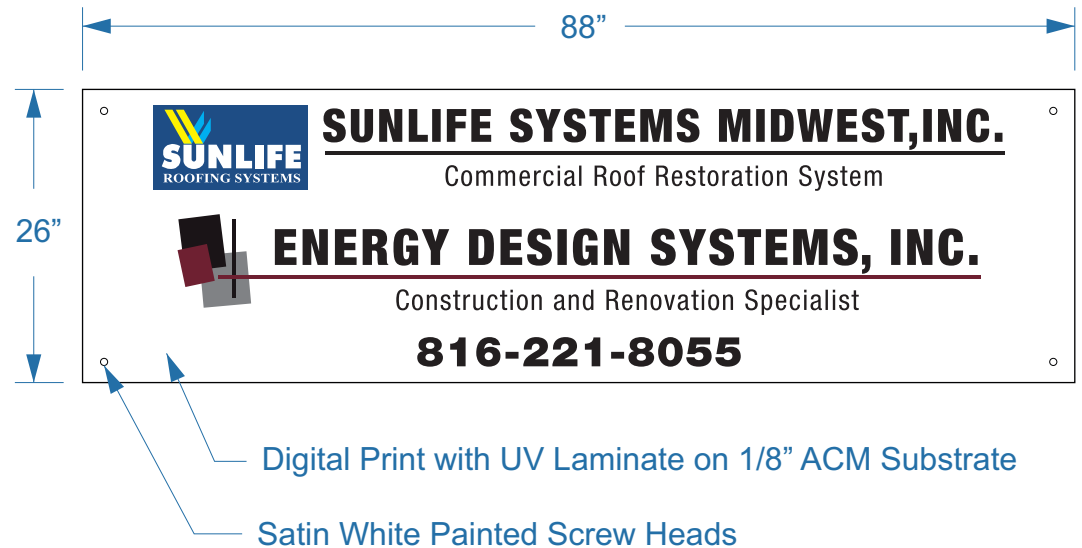 88”
SUNLIFE
ROOFING SYSTEMS
SUNLIFE SYSTEMS MIDWEST,INC.
Commercial Roof Restoration System
26”
ENERGY DESIGN SYSTEMS, INC.
Construction and Renovation Specialist
816-221-8055
Digital Print with UV Laminate on 1/8” ACM Substrate
Satin White Painted Screw Heads